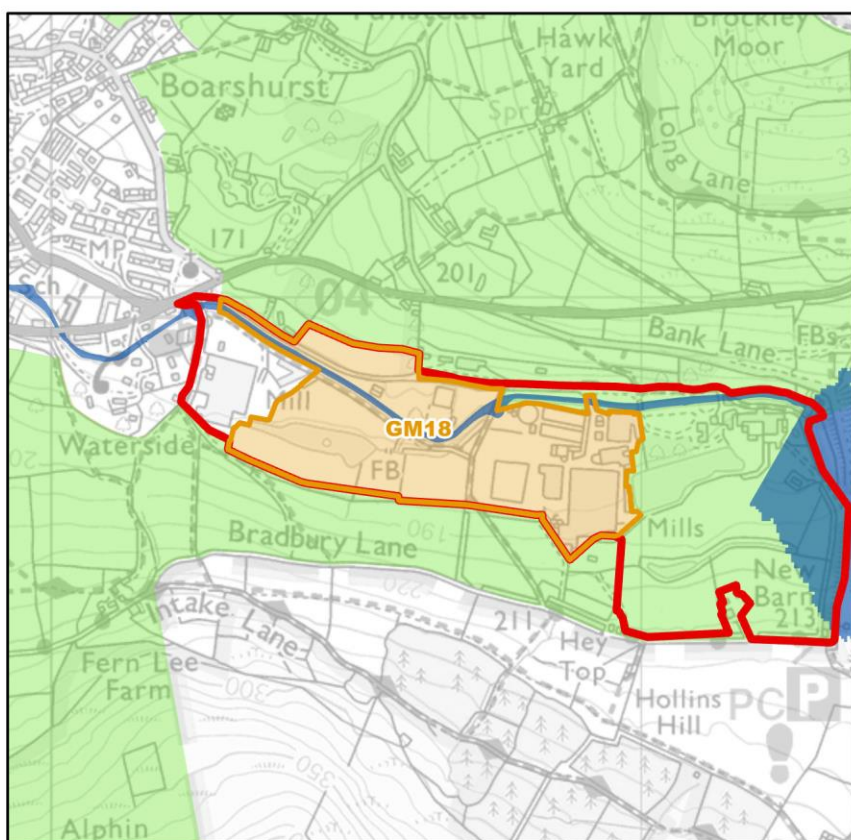 Brockley
Moor
Hawk
Yard
Boarshurst
Spr
Long Lane
171
MP
201
Sch
04
Bank Lane
FBs
Mill
GM18
Waterside
FB
Mills
Bradbury Lane
190
New
Barn
213
220
Intake Lane
211
Hey
Top
Fern Lee
Farm
300
Hollins
Hill
PC P
350
Alphin